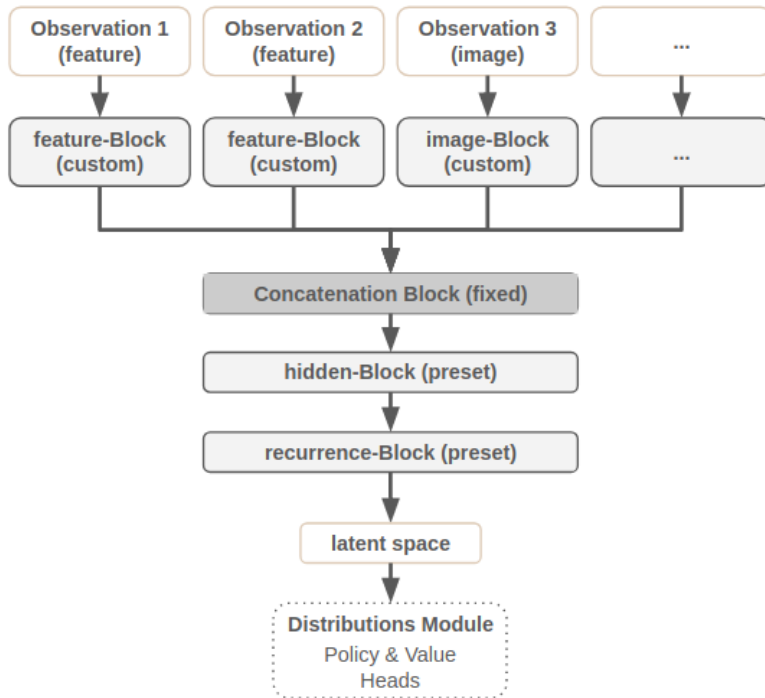 Observation 1
(feature)
Observation 2
(feature)
Observation 3
(image)
...
feature-Block
(custom)
feature-Block
(custom)
image-Block
(custom)
...
Concatenation Block (fixed)
hidden-Block (preset)
recurrence-Block (preset)
latent space
Distributions Module
Policy & Value
Heads